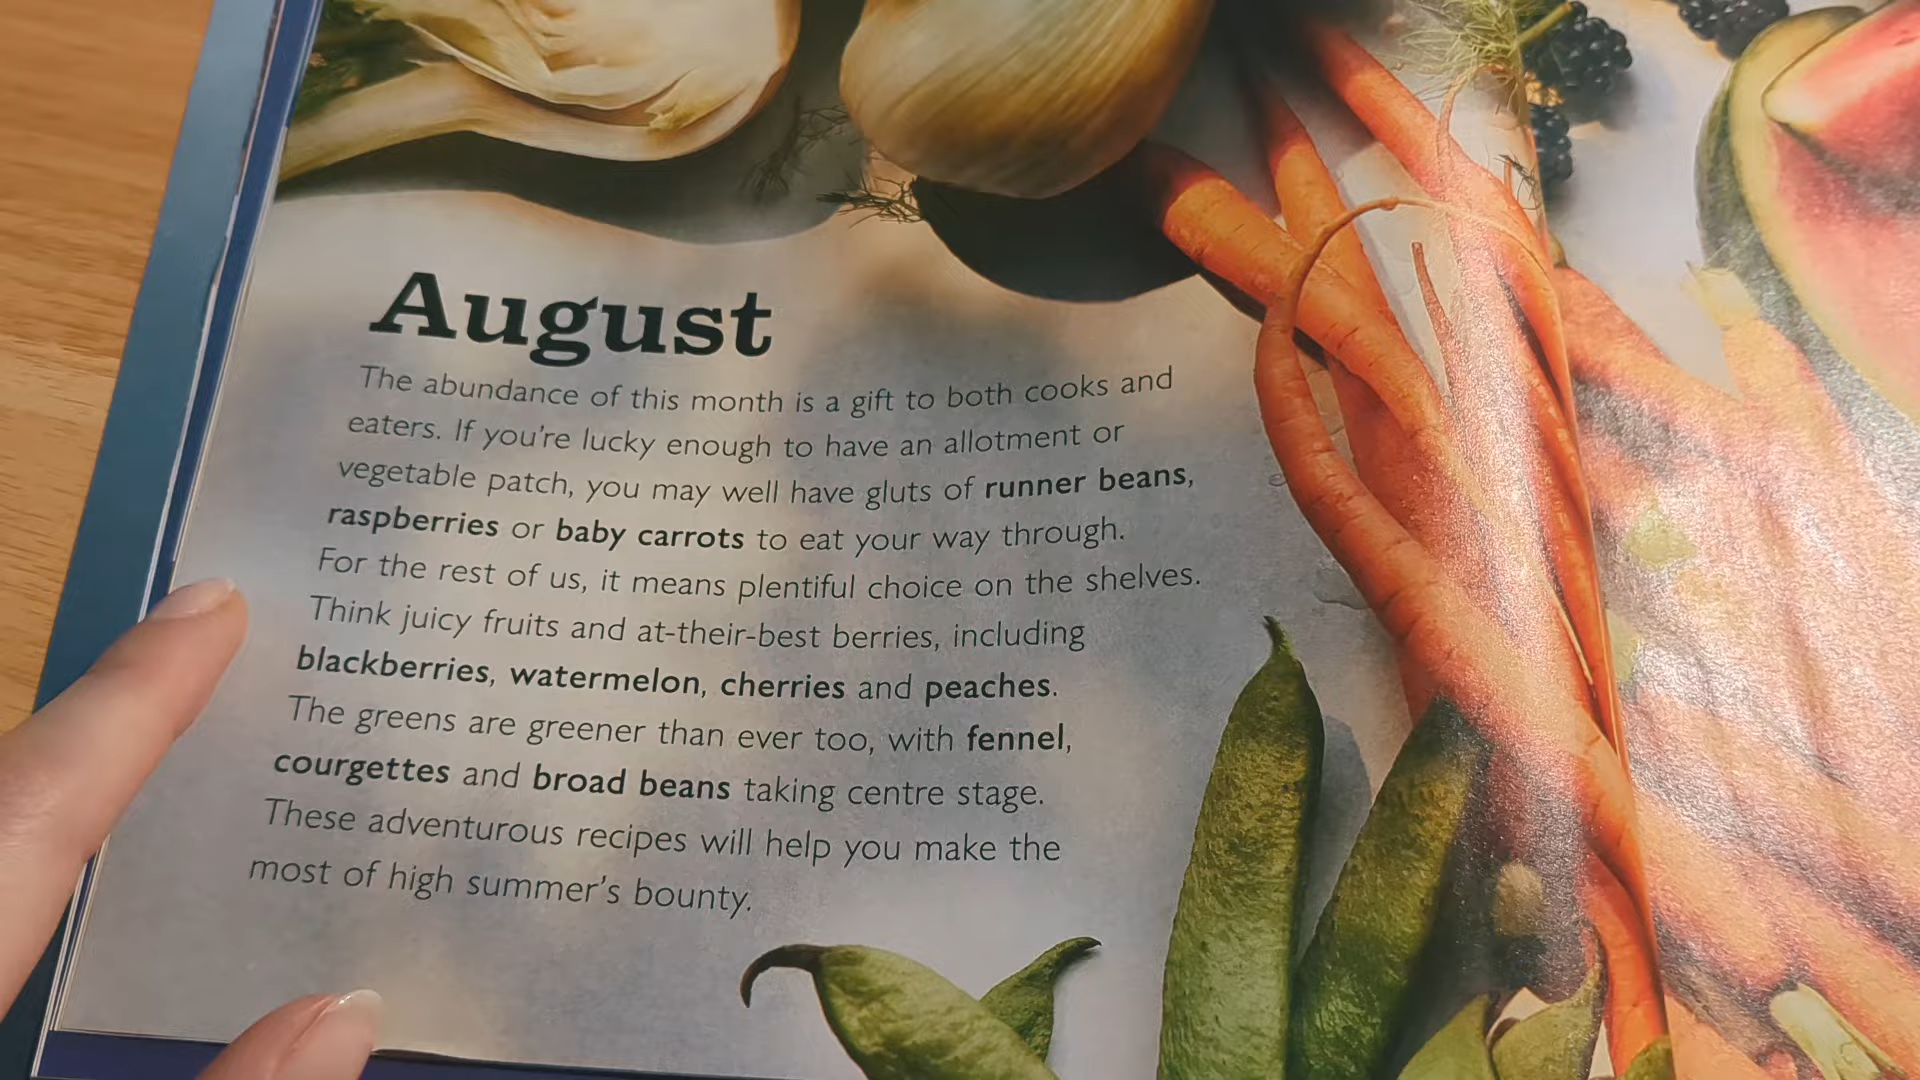 August
The abundance of this month is a gift to both cooks and
eaters. If you're lucky enough to have an allotment or
vegetable patch, you may well have gluts of runner beans,
raspberries or baby carrots to eat your way through.
For the rest of us, it means plentiful choice on the shelves.
Think juicy fruits and at-their-best berries, including
blackberries, watermelon, cherries and peaches.
The greens are greener than ever too, with fennel,
courgettes and broad beans taking centre stage.
These adventurous recipes will help you make the
most of high summer's bounty.